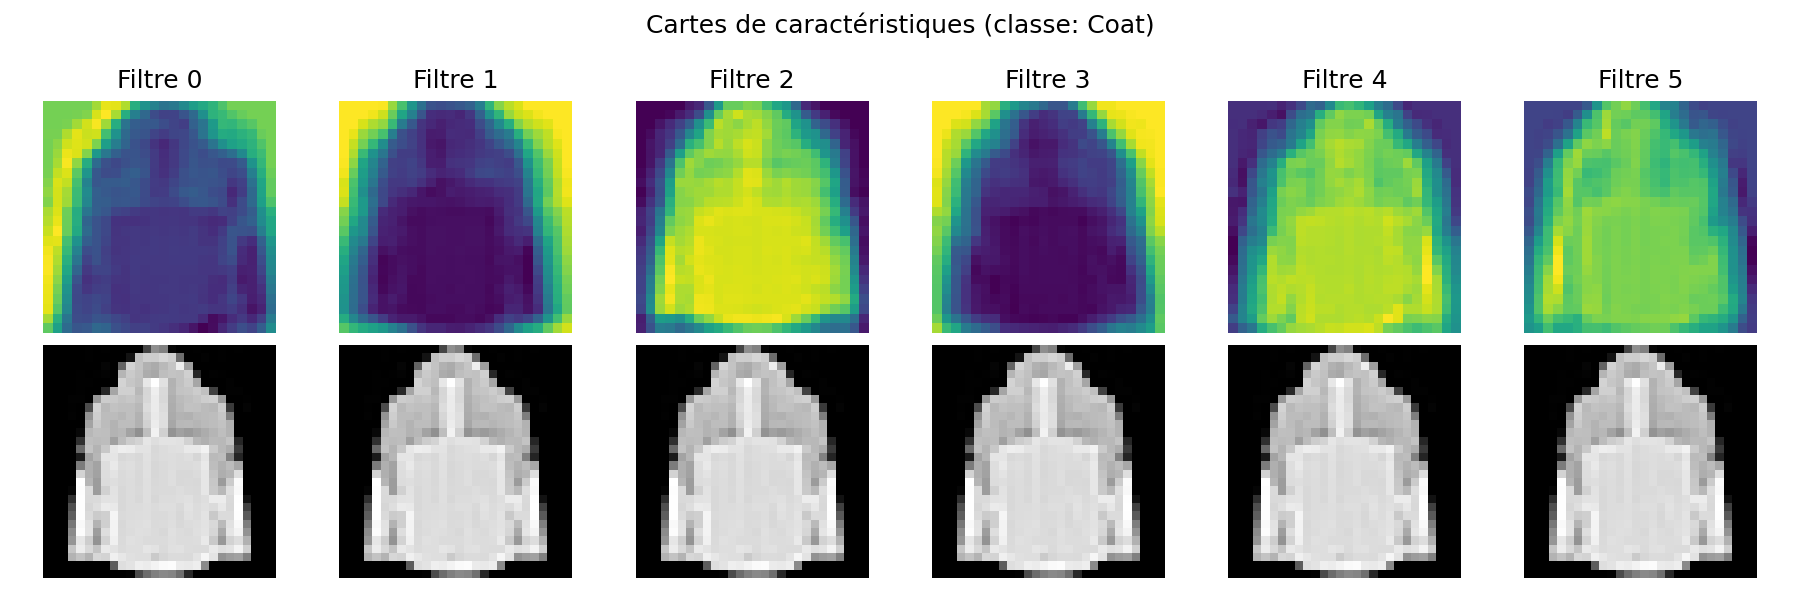 Cartes de caractéristiques (classe: Coat)
Filtre 0
Filtre 1
Filtre 2
Filtre 3
Filtre 4
Filtre 5